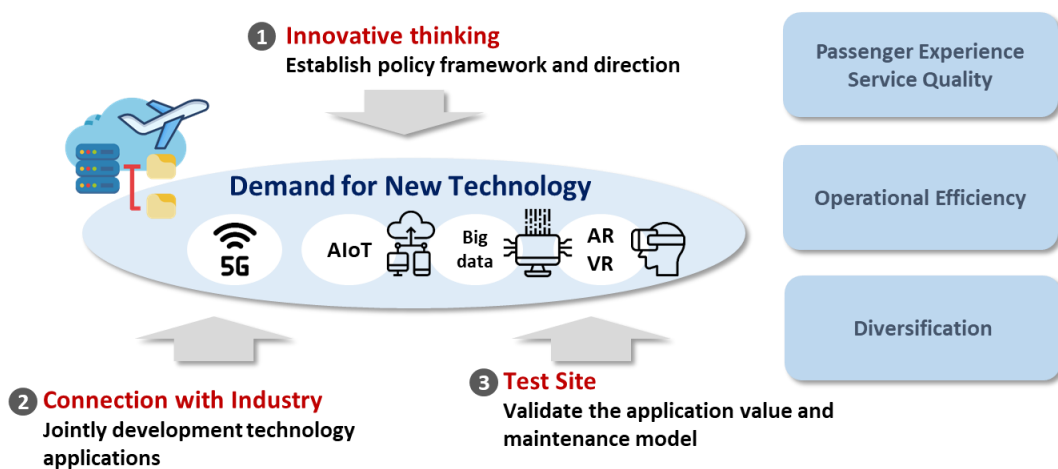 1 Innovative thinking
Establish policy framework and direction
Demand for New Technology
5G
AIoT
Big
data
AR
VR
2 Connection with Industry
Jointly development technology
applications
3 Test Site
Validate the application value and
maintenance model
Passenger Experience
Service Quality
Operational Efficiency
Diversification